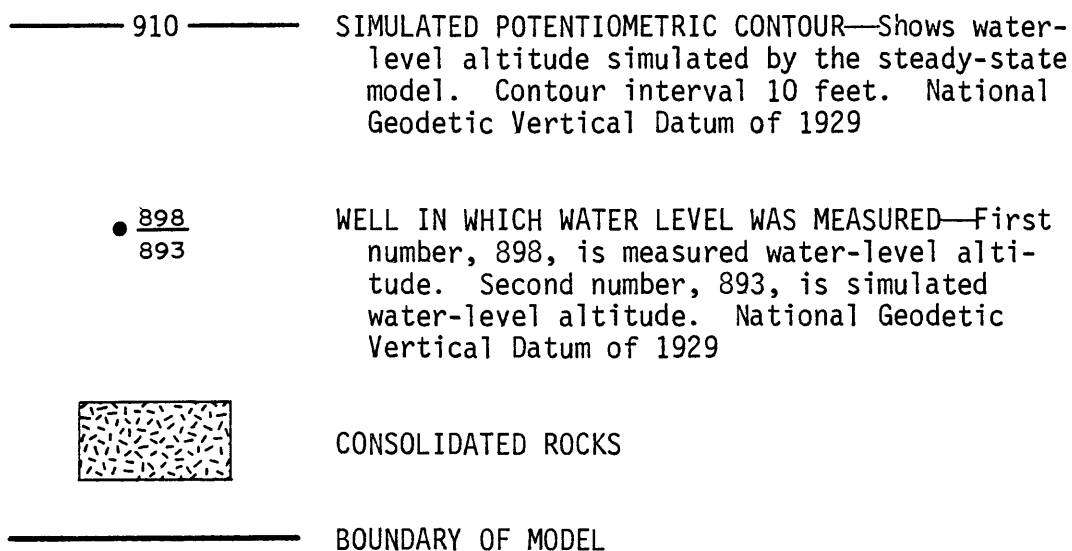 910 SIMULATED POTENTIOMETRIC CONTOUR—Shows water-
level altitude simulated by the steady-state
model. Contour interval 10 feet. National
Geodetic Vertical Datum of 1929
898
893
WELL IN WHICH WATER LEVEL WAS MEASURED—First
number, 898, is measured water-level alti-
tude. Second number, 893, is simulated
water-level altitude. National Geodetic
Vertical Datum of 1929
CONSOLIDATED ROCKS
BOUNDARY OF MODEL